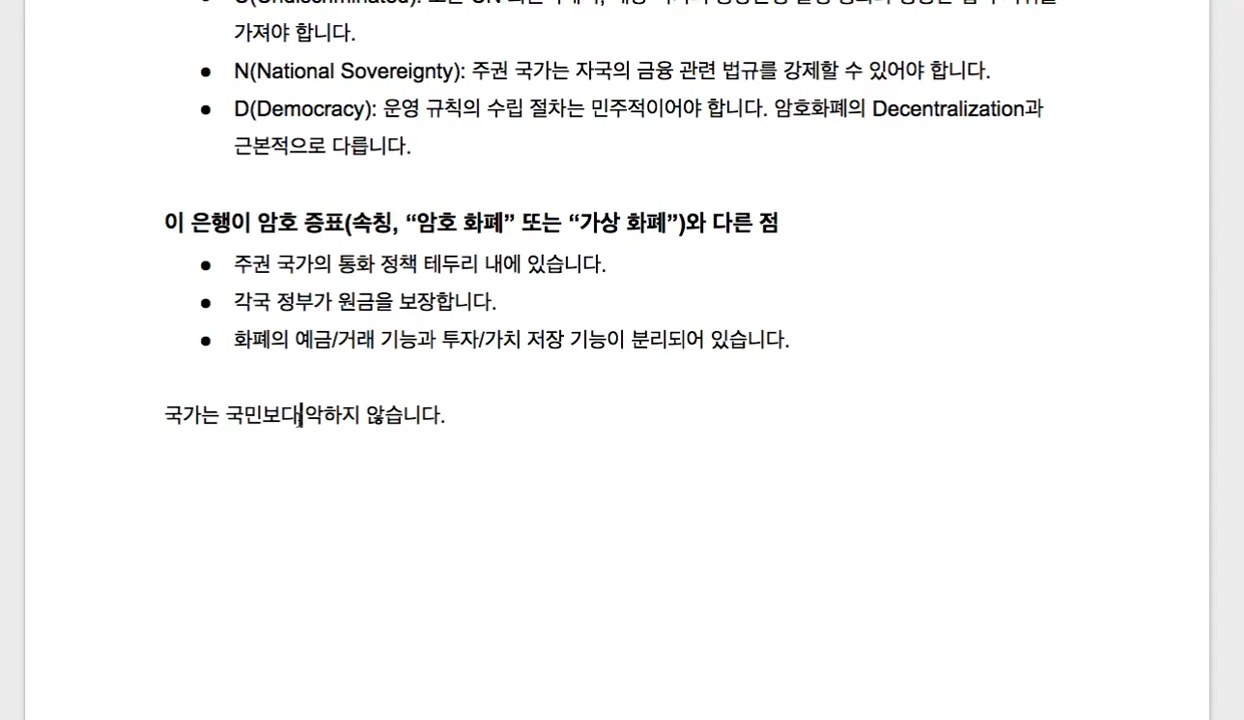 가져야 합니다.
● N(National Sovereignty): 주권 국가는 자국의 금융 관련 법규를 강제할 수 있어야 합니다.
● D(Democracy): 운영 규칙의 수립 절차는 민주적이어야 합니다. 암호화폐의 Decentralization과
근본적으로 다릅니다.
이 은행이 암호 증표(속칭, “암호 화폐” 또는 “가상 화폐”)와 다른 점
● 주권 국가의 통화 정책 테두리 내에 있습니다.
● 각국 정부가 원금을 보장합니다.
● 화폐의 예금/거래 기능과 투자/가치 저장 기능이 분리되어 있습니다.
국가는 국민보다 악하지 않습니다.